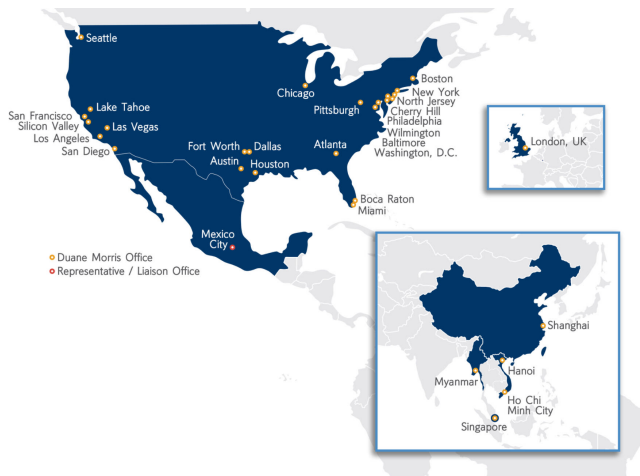 Seattle
Boston
Chicago
New York
North Jersey
Pittsburgh
Cherry Hill
Philadelphia
Wilmington
Baltimore
Washington, D.C.
Lake Tahoe
San Francisco
Silicon Valley
Las Vegas
Los Angeles
San Diego
Fort Worth
Dallas
Atlanta
Austin
Houston
Boca Raton
Miami
Mexico
City
Duane Morris Office
Representative / Liaison Office
London, UK
Shanghai
Hanoi
Myanmar
Ho Chi
Minh City
Singapore